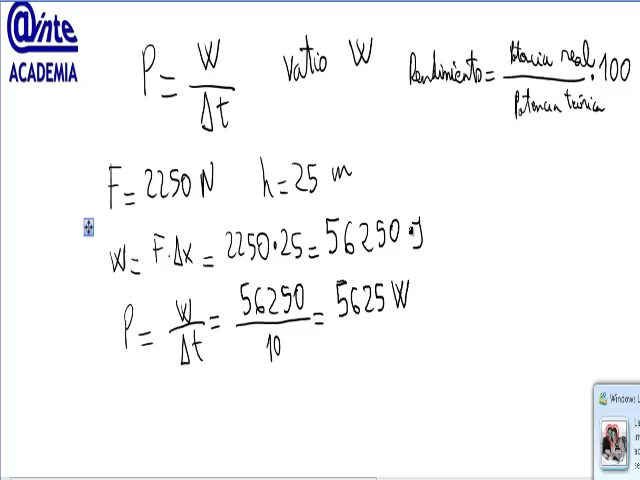 @inte
ACADEMIA
P = W / Δt vatio W Rendimiento = Potencia real / Potencia teórica · 100
F = 2250 N h = 25 m
W = F · Δx = 2250 · 25 = 56250 · J
P = W / Δt = 56250 / 10 = 5625 W
Windows L